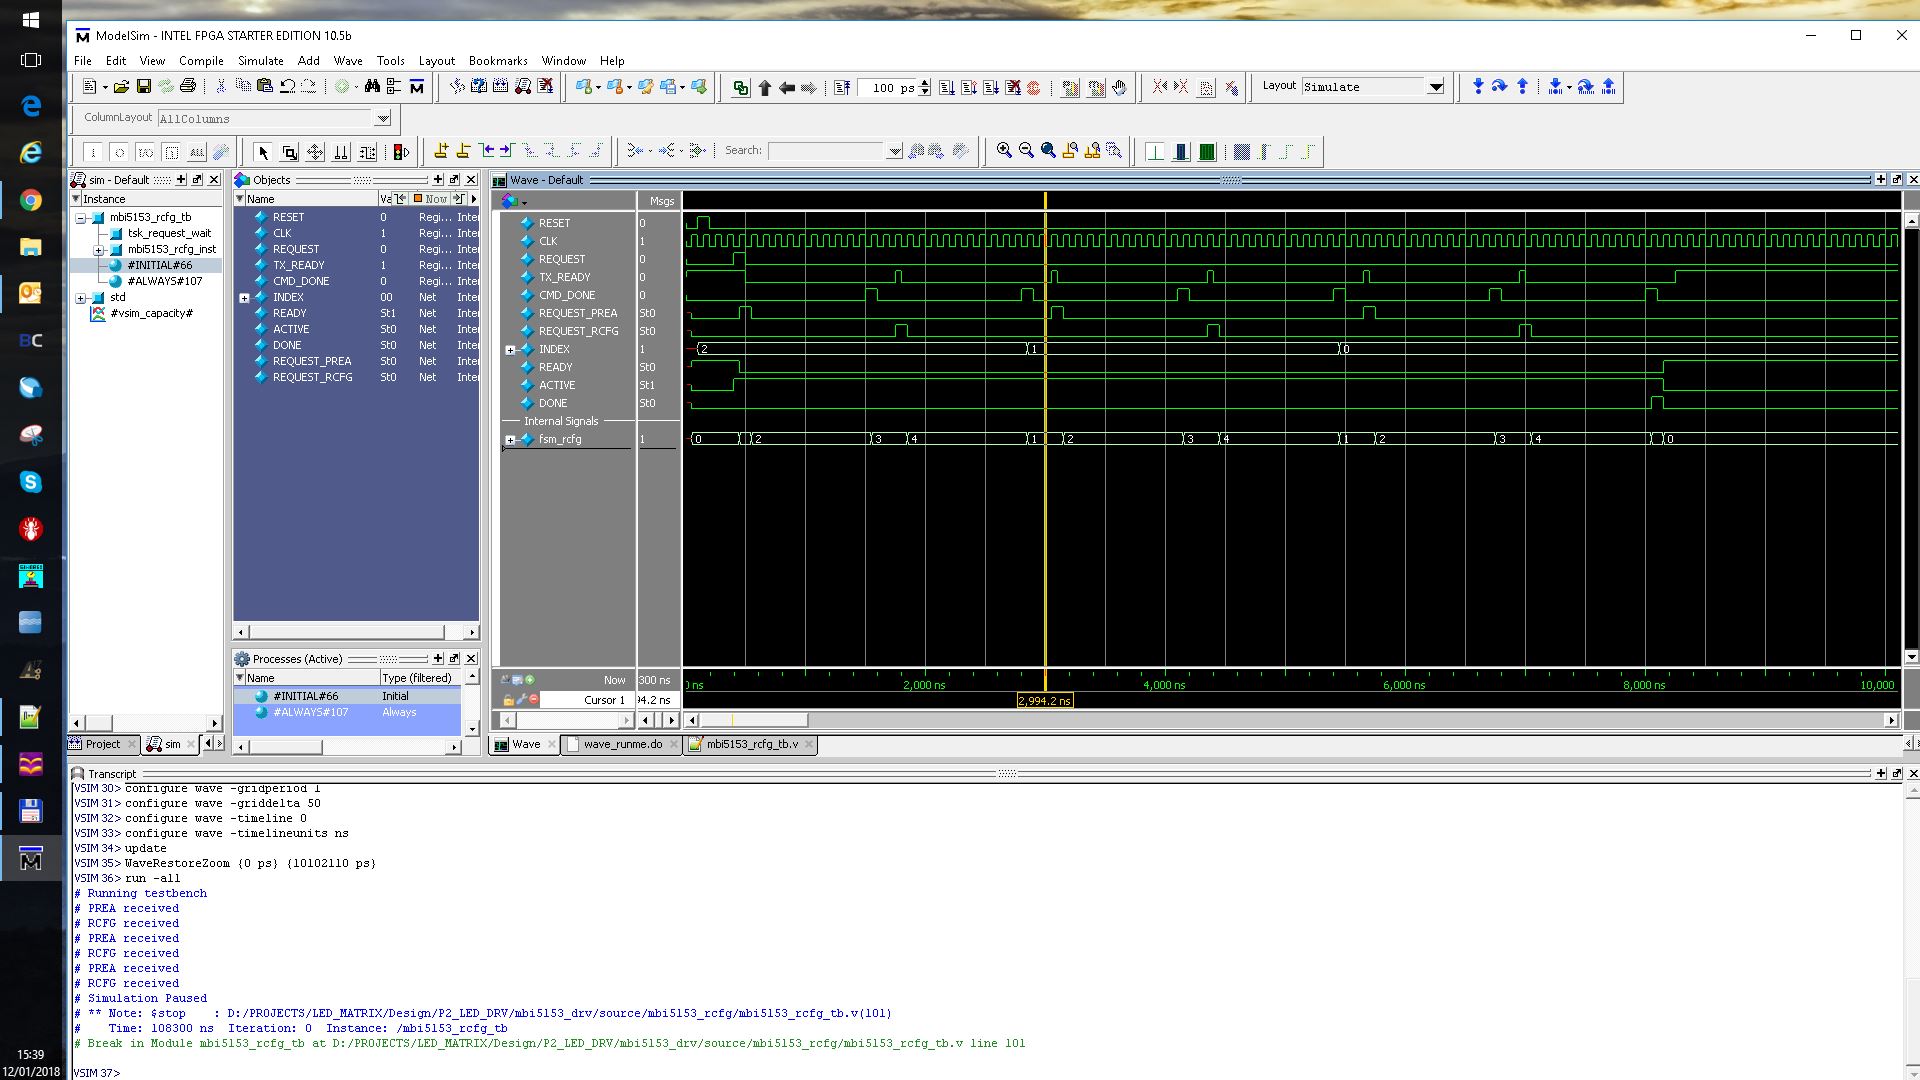 ModelSim - INTEL FPGA STARTER EDITION 10.5b
File Edit View Compile Simulate Add Wave Tools Layout Bookmarks Window Help
100 ps
Layout Simulate
ColumnLayout AllColumns
Search:
sim - Default
Instance
mbi5153_rcfg_tb
tsk_request_wait
mbi5153_rcfg_inst
#INITIAL#66
#ALWAYS#107
std
#vsim_capacity#
Project
sim
Objects
Name Now
RESET 0 Regi... Inter
CLK 1 Regi... Inter
REQUEST 0 Regi... Inter
TX_READY 1 Regi... Inter
CMD_DONE 0 Regi... Inter
INDEX 00 Net Inter
READY St1 Net Inter
ACTIVE St0 Net Inter
DONE St0 Net Inter
REQUEST_PREA St0 Net Inter
REQUEST_RCFG St0 Net Inter
Processes (Active)
Name Type (filtered)
#INITIAL#66 Initial
#ALWAYS#107 Always
Wave - Default
Msgs
RESET 0
CLK 1
REQUEST 0
TX_READY 0
CMD_DONE 0
REQUEST_PREA St0
REQUEST_RCFG St0
INDEX 1 2 1 0
READY St0
ACTIVE St1
DONE St0
Internal Signals
fsm_rcfg 1 0 2 3 4 1 2 3 4 1 2 3 4 0
Now 300 ns ns 2,000 ns 4,000 ns 6,000 ns 8,000 ns 10,000
Cursor 1 94.2 ns 2,994.2 ns
Wave wave_runme.do mbi5153_rcfg_tb.v
Transcript
VSIM 30> configure wave -gridperiod 1
VSIM 31> configure wave -griddelta 50
VSIM 32> configure wave -timeline 0
VSIM 33> configure wave -timelineunits ns
VSIM 34> update
VSIM 35> WaveRestoreZoom {0 ps} {10102110 ps}
VSIM 36> run -all
# Running testbench
# PREA received
# RCFG received
# PREA received
# RCFG received
# PREA received
# RCFG received
# Simulation Paused
# ** Note: $stop : D:/PROJECTS/LED_MATRIX/Design/P2_LED_DRV/mbi5153_drv/source/mbi5153_rcfg/mbi5153_rcfg_tb.v(101)
# Time: 108300 ns Iteration: 0 Instance: /mbi5153_rcfg_tb
# Break in Module mbi5153_rcfg_tb at D:/PROJECTS/LED_MATRIX/Design/P2_LED_DRV/mbi5153_drv/source/mbi5153_rcfg/mbi5153_rcfg_tb.v line 101
VSIM 37>
BC
15:39
12/01/2018